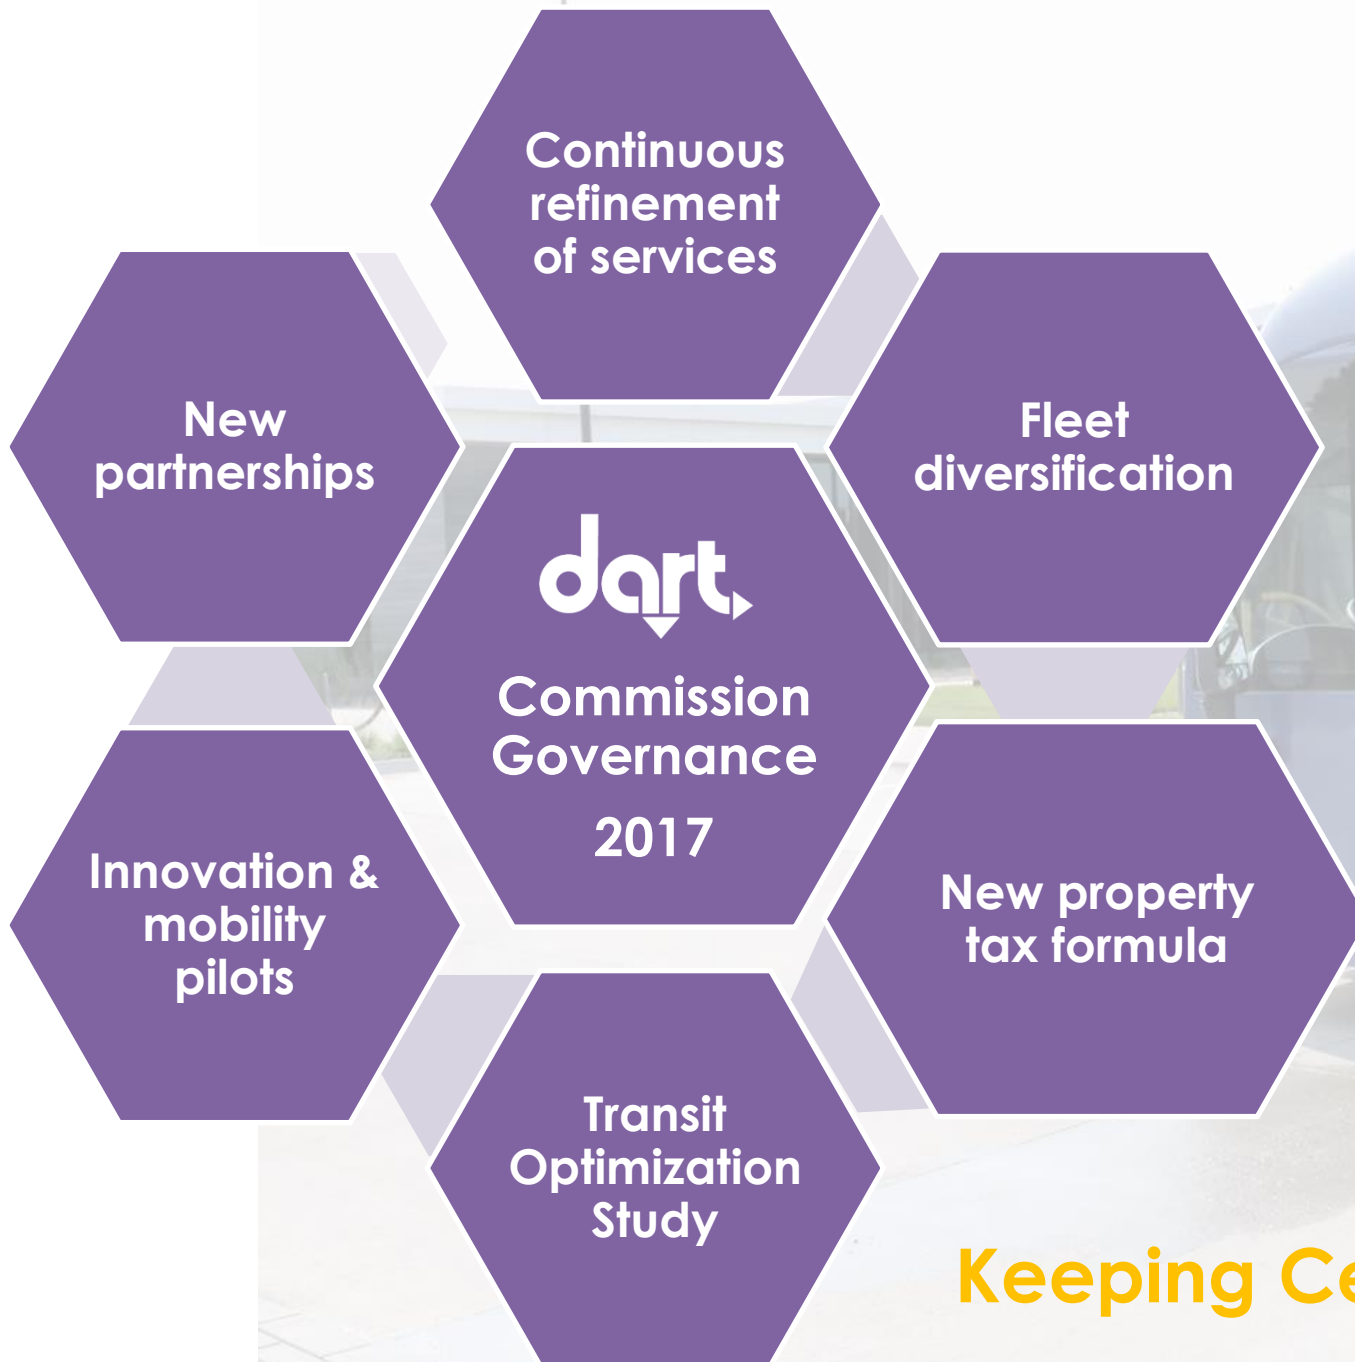 Continuous
refinement
of services
New
partnerships
Fleet
diversification
dart
Commission
Governance
2017
Innovation &
mobility
pilots
New property
tax formula
Transit
Optimization
Study
Keeping